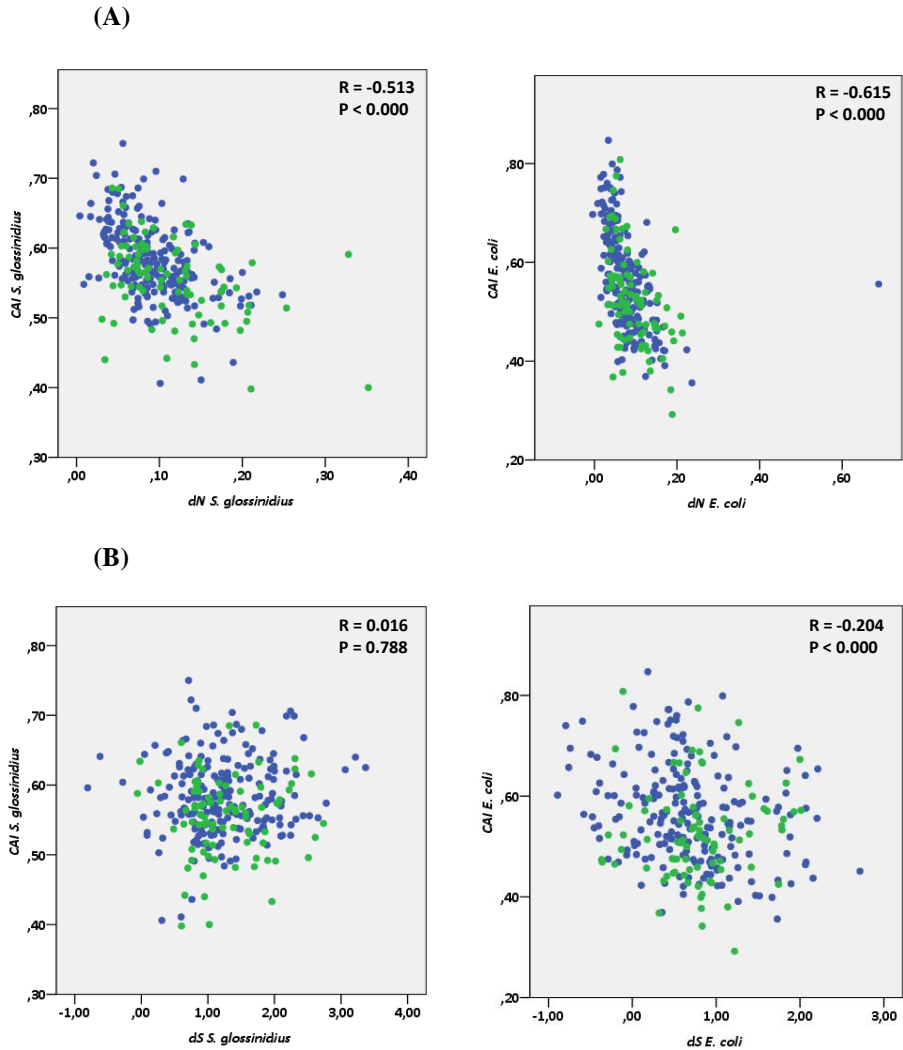 (A)
R = -0.513
P < 0.000
,80
,70
,60
,50
,40
,30
,00
,10
,20
,30
,40
CAI S. glossinidius
dN S. glossinidius
R = -0.615
P < 0.000
,80
,60
,40
,20
,00
,20
,40
,60
CAI E. coli
dN E. coli
(B)
R = 0.016
P = 0.788
,80
,70
,60
,50
,40
,30
-1,00
,00
1,00
2,00
3,00
4,00
CAI S. glossinidius
dS S. glossinidius
R = -0.204
P < 0.000
,80
,60
,40
,20
-1,00
,00
1,00
2,00
3,00
CAI E. coli
dS E. coli